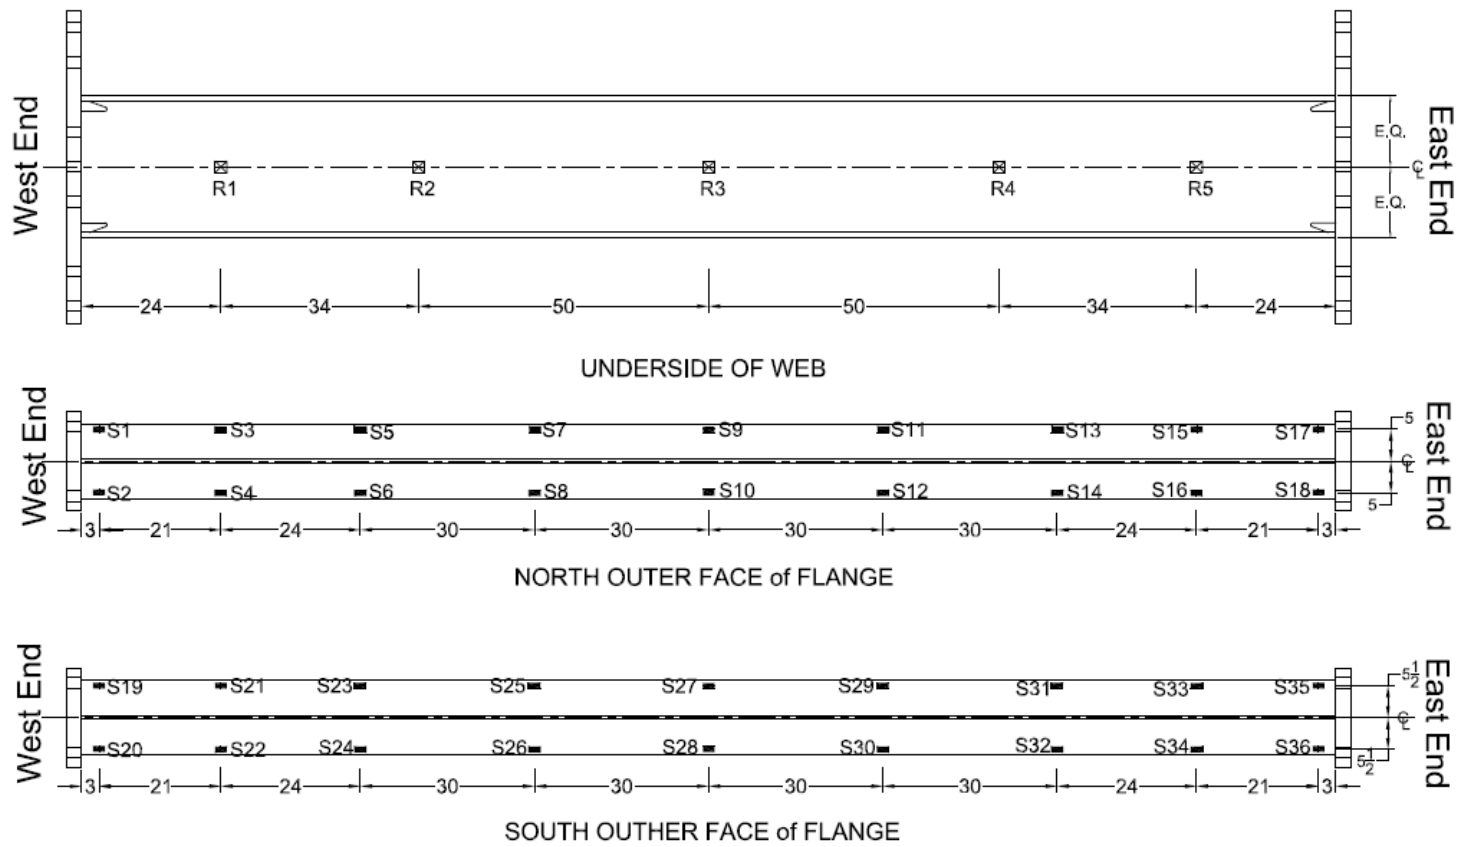 West End
East End
E.Q.
℄
E.Q.
R1 R2 R3 R4 R5
24 34 50 50 34 24
UNDERSIDE OF WEB
West End
East End
S1 S3 S5 S7 S9 S11 S13 S15 S17
5
℄
S2 S4 S6 S8 S10 S12 S14 S16 S18
5
3 21 24 30 30 30 30 24 21 3
NORTH OUTER FACE of FLANGE
West End
East End
S19 S21 S23 S25 S27 S29 S31 S33 S35
5 1/2
℄
S20 S22 S24 S26 S28 S30 S32 S34 S36
5 1/2
3 21 24 30 30 30 30 24 21 3
SOUTH OUTHER FACE of FLANGE